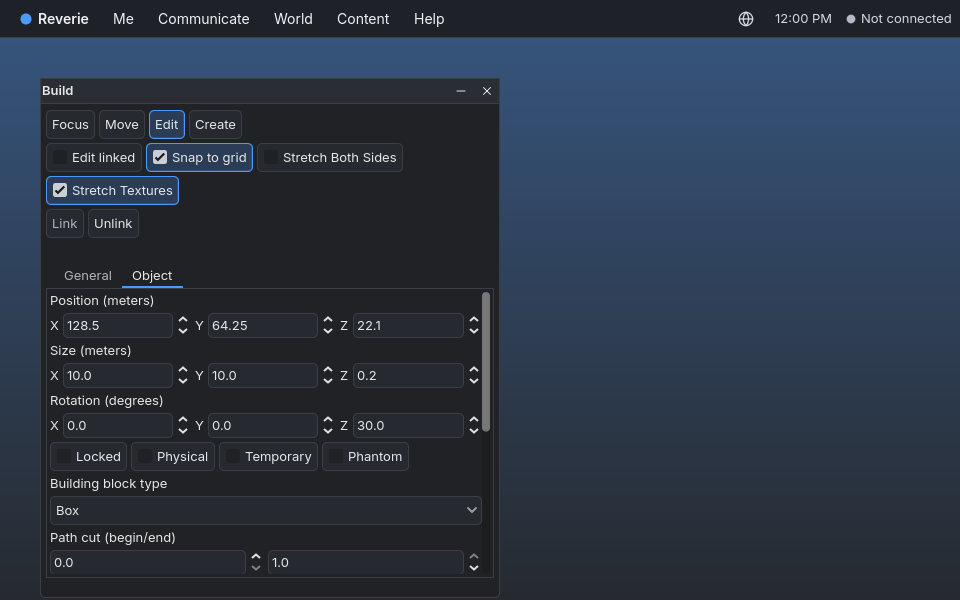 Reverie Me Communicate World Content Help 12:00 PM Not connected
Build
Focus Move Edit Create
Edit linked Snap to grid Stretch Both Sides
Stretch Textures
Link Unlink
General Object
Position (meters)
X 128.5 Y 64.25 Z 22.1
Size (meters)
X 10.0 Y 10.0 Z 0.2
Rotation (degrees)
X 0.0 Y 0.0 Z 30.0
Locked Physical Temporary Phantom
Building block type
Box
Path cut (begin/end)
0.0 1.0